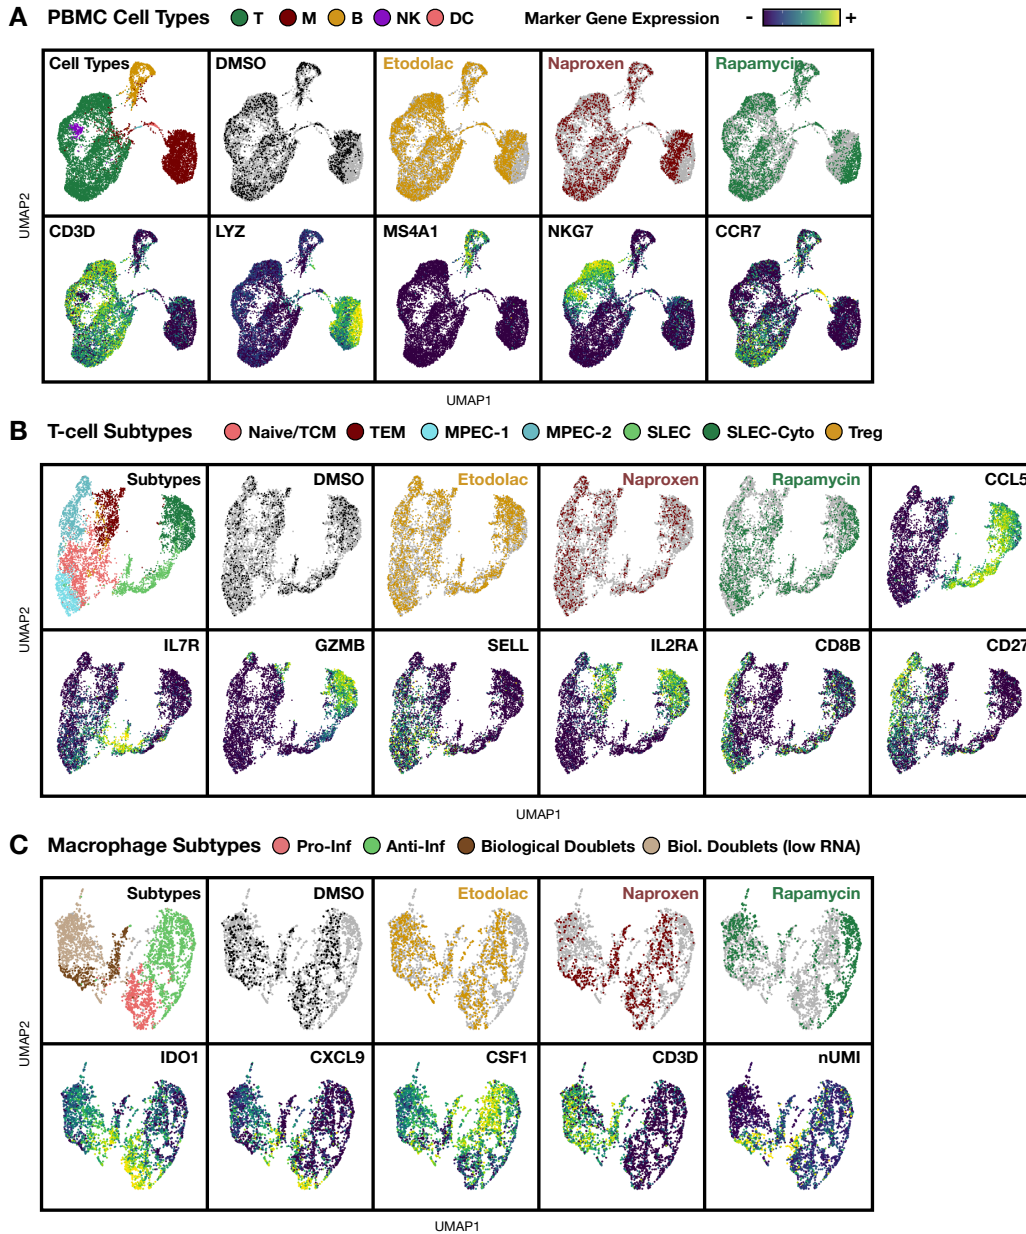 A PBMC Cell Types T M B NK DC Marker Gene Expression - +
Cell Types DMSO Etodolac Naproxen Rapamycin
UMAP2
CD3D LYZ MS4A1 NKG7 CCR7
UMAP1
B T-cell Subtypes Naive/TCM TEM MPEC-1 MPEC-2 SLEC SLEC-Cyto Treg
Subtypes DMSO Etodolac Naproxen Rapamycin CCL5
UMAP2
IL7R GZMB SELL IL2RA CD8B CD27
UMAP1
C Macrophage Subtypes Pro-Inf Anti-Inf Biological Doublets Biol. Doublets (low RNA)
Subtypes DMSO Etodolac Naproxen Rapamycin
UMAP2
IDO1 CXCL9 CSF1 CD3D nUMI
UMAP1